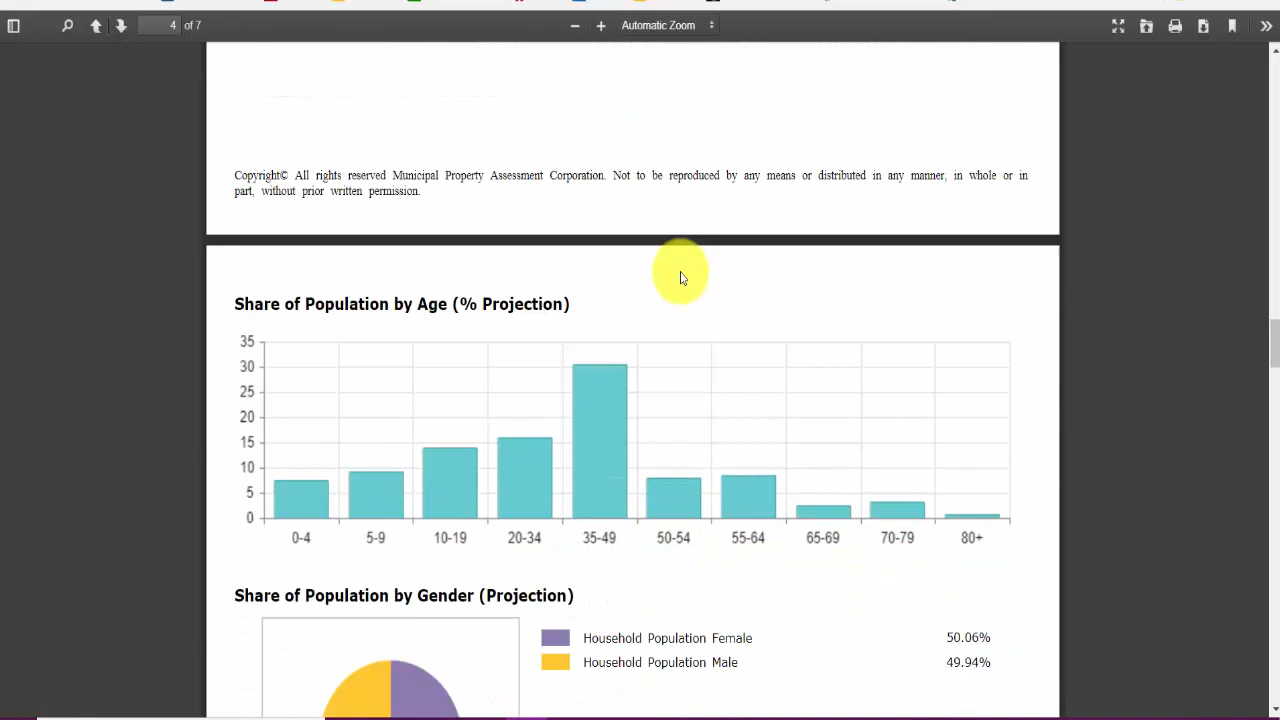 4 of 7
Automatic Zoom
Copyright© All rights reserved Municipal Property Assessment Corporation. Not to be reproduced by any means or distributed in any manner, in whole or in
part, without prior written permission.
Share of Population by Age (% Projection)
35
30
25
20
15
10
5
0
0-4 5-9 10-19 20-34 35-49 50-54 55-64 65-69 70-79 80+
Share of Population by Gender (Projection)
Household Population Female 50.06%
Household Population Male 49.94%